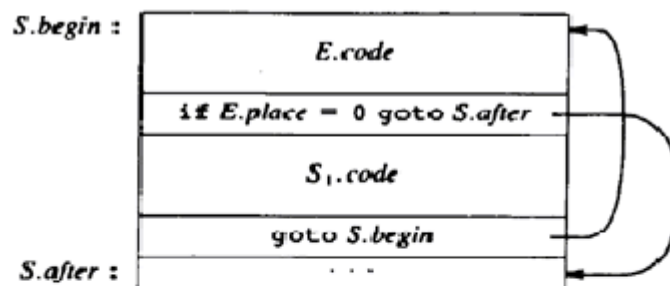 S.begin :
E.code
if E.place = 0 goto S.after
S₁.code
goto S.begin
S.after :
. . .